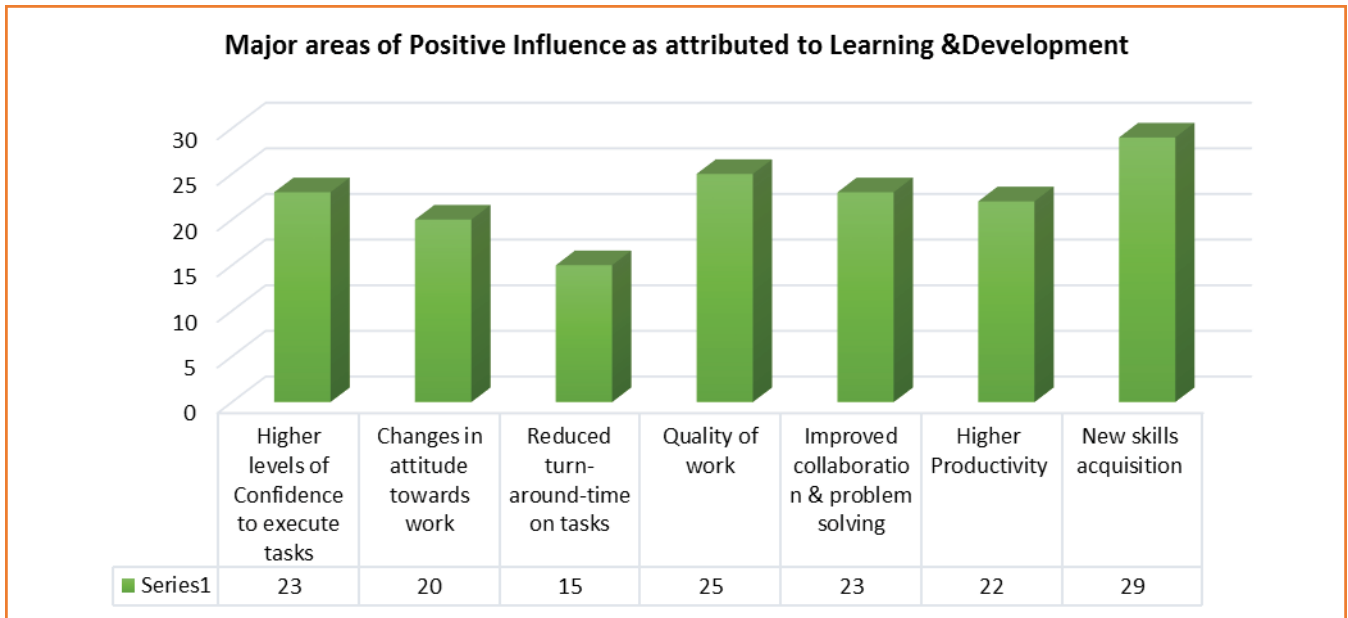 Major areas of Positive Influence as attributed to Learning &Development
30
25
20
15
10
5
0
Higher
levels of
Confidence
to execute
tasks
Changes in
attitude
towards
work
Reduced
turn-
around-time
on tasks
Quality of
work
Improved
collaboratio
n & problem
solving
Higher
Productivity
New skills
acquisition
Series1 23 20 15 25 23 22 29